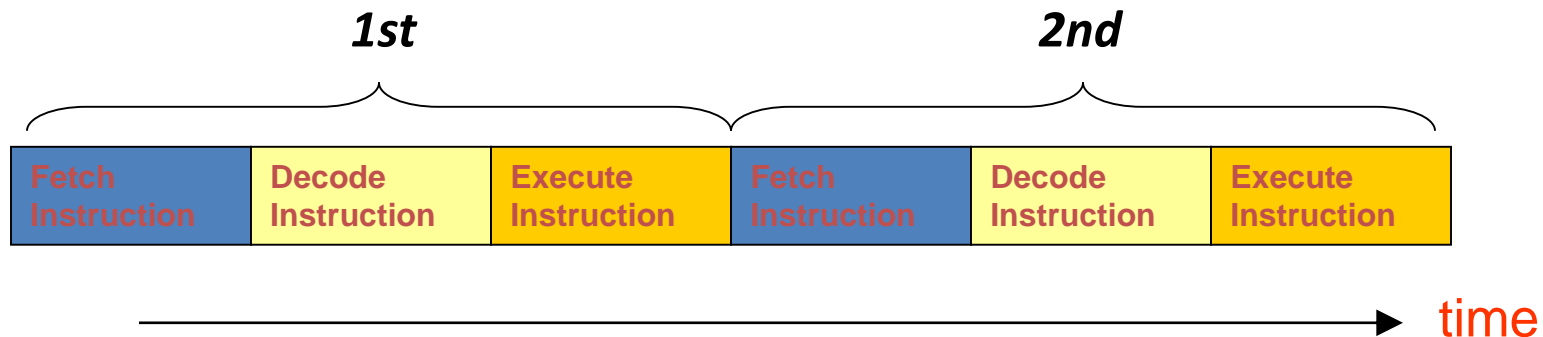 1st
2nd
Fetch
Instruction
Decode
Instruction
Execute
Instruction
Fetch
Instruction
Decode
Instruction
Execute
Instruction
time